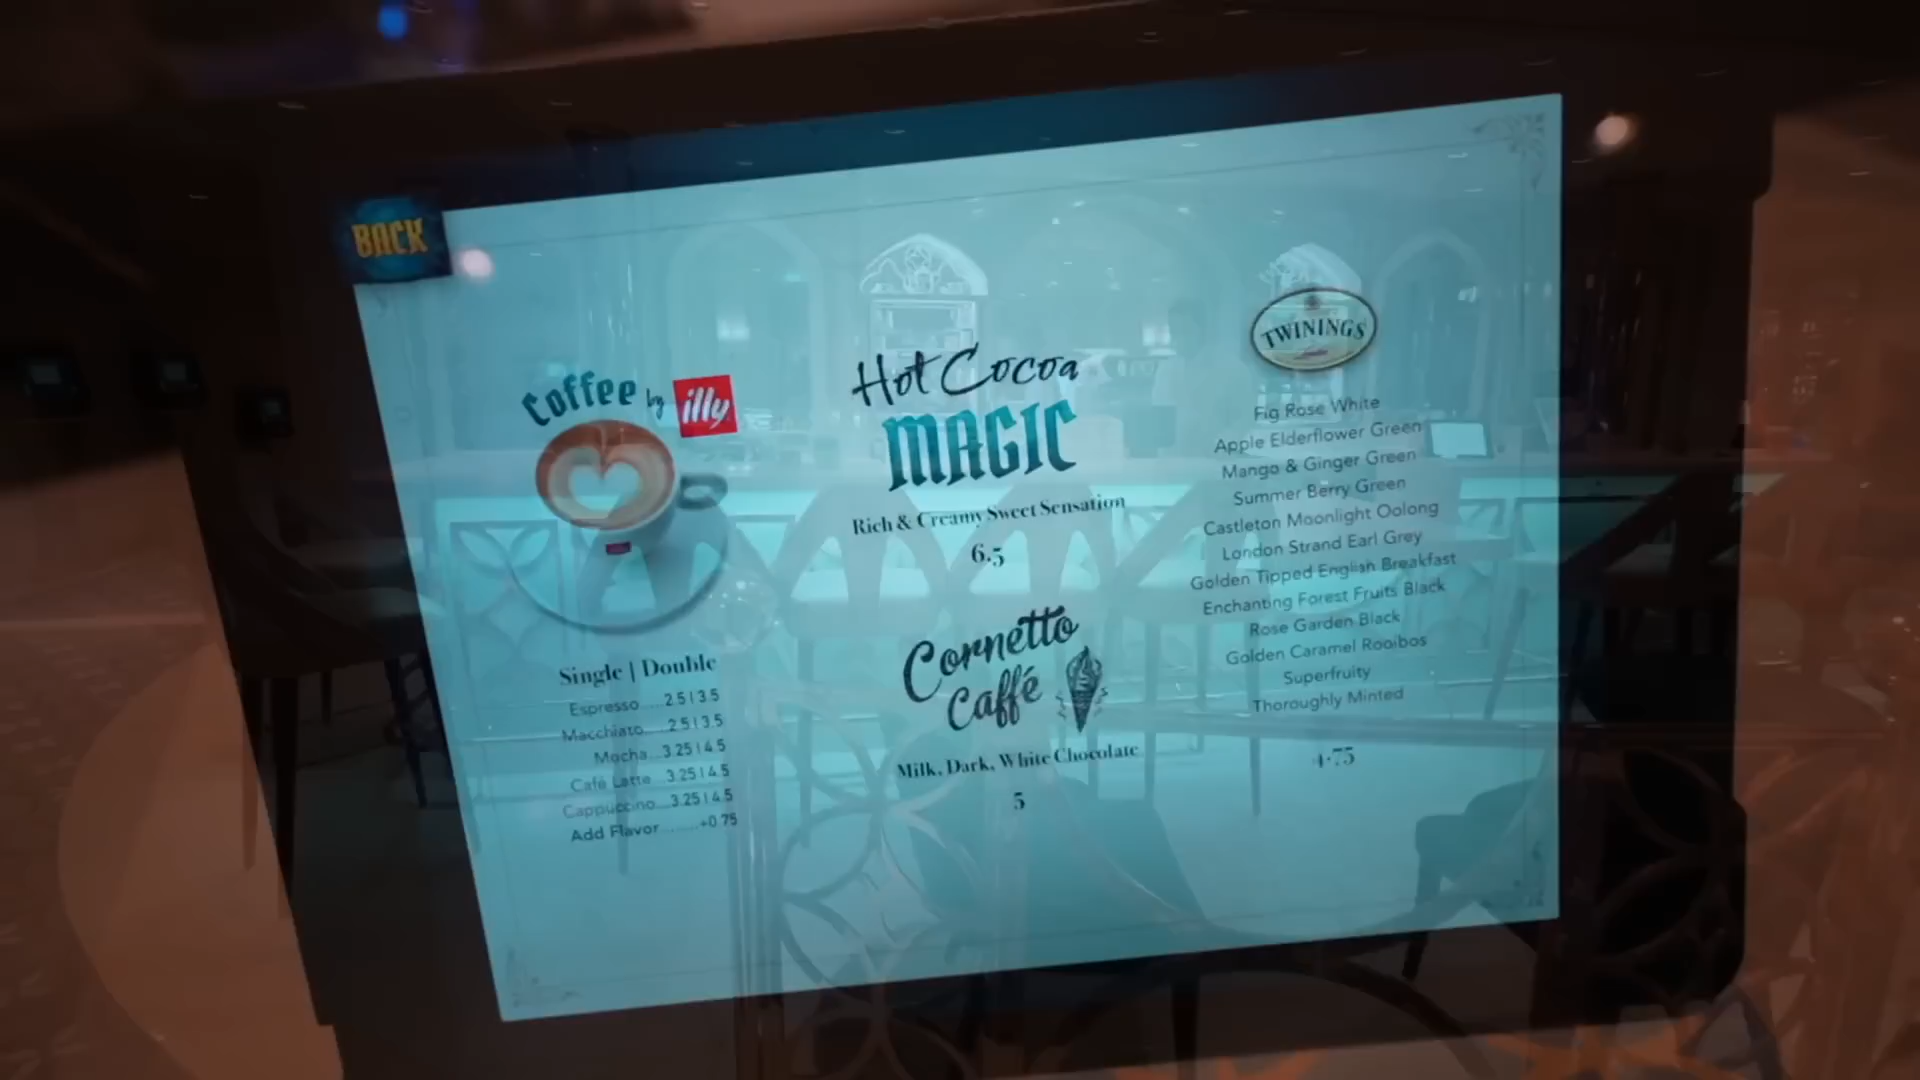 BACK
Coffee by illy
Single | Double
Espresso.....2.5|3.5
Macchiato.....2.5|3.5
Mocha...3.25|4.5
Café Latte...3.25|4.5
Cappuccino...3.25|4.5
Add Flavor........+0.75
Hot Cocoa
MAGIC
Rich & Creamy Sweet Sensation
6.5
Cornetto
Caffé
Milk, Dark, White Chocolate
5
TWININGS
Fig Rose White
Apple Elderflower Green
Mango & Ginger Green
Summer Berry Green
Castleton Moonlight Oolong
London Strand Earl Grey
Golden Tipped English Breakfast
Enchanting Forest Fruits Black
Rose Garden Black
Golden Caramel Rooibos
Superfruity
Thoroughly Minted
4.75